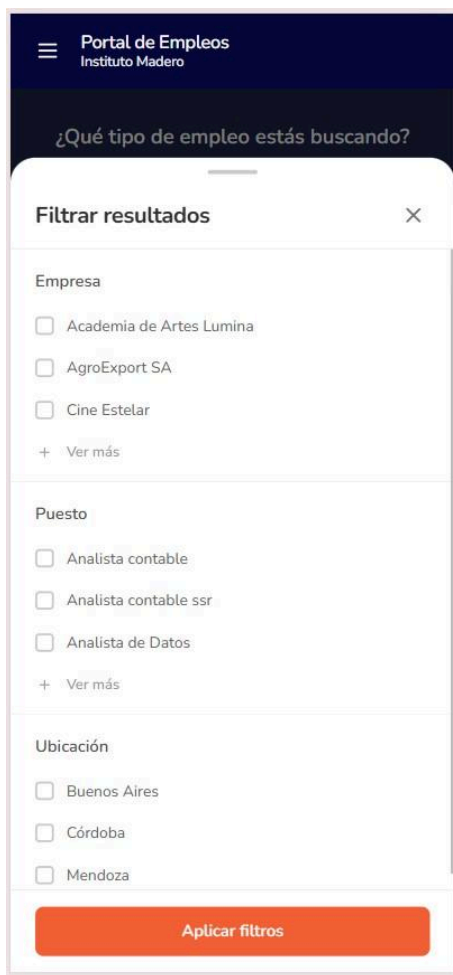 Portal de Empleos
Instituto Madero
¿Qué tipo de empleo estás buscando?
Filtrar resultados
Empresa
Academia de Artes Lumina
AgroExport SA
Cine Estelar
+ Ver más
Puesto
Analista contable
Analista contable ssr
Analista de Datos
+ Ver más
Ubicación
Buenos Aires
Córdoba
Mendoza
Aplicar filtros